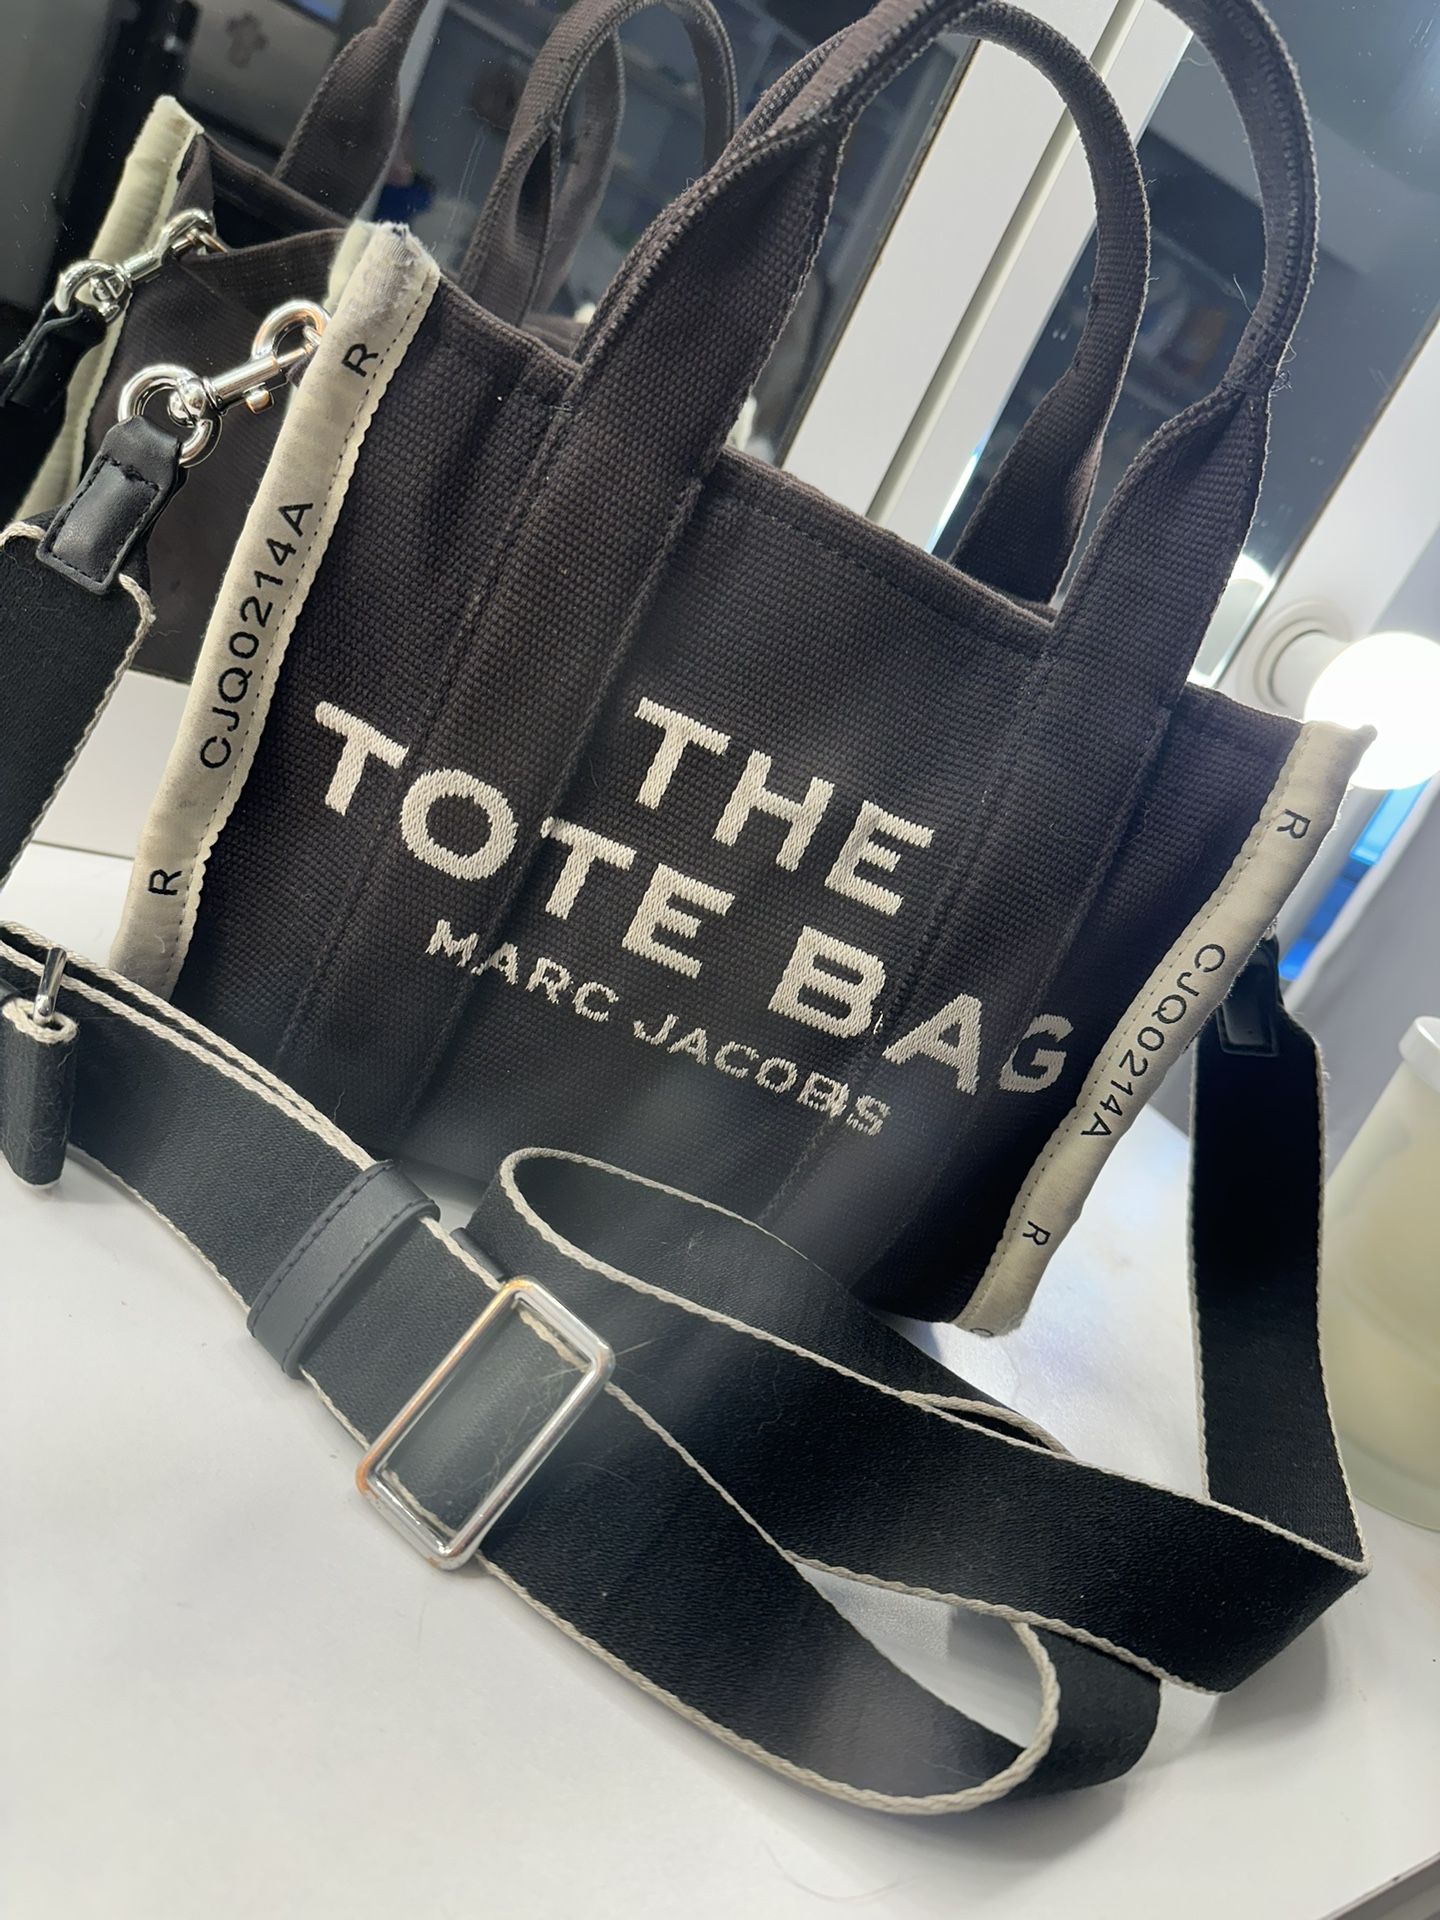 R
CJQ0214A
R
THE
TOTE BAG
MARC JACOBS
R
CJQ0214A
R